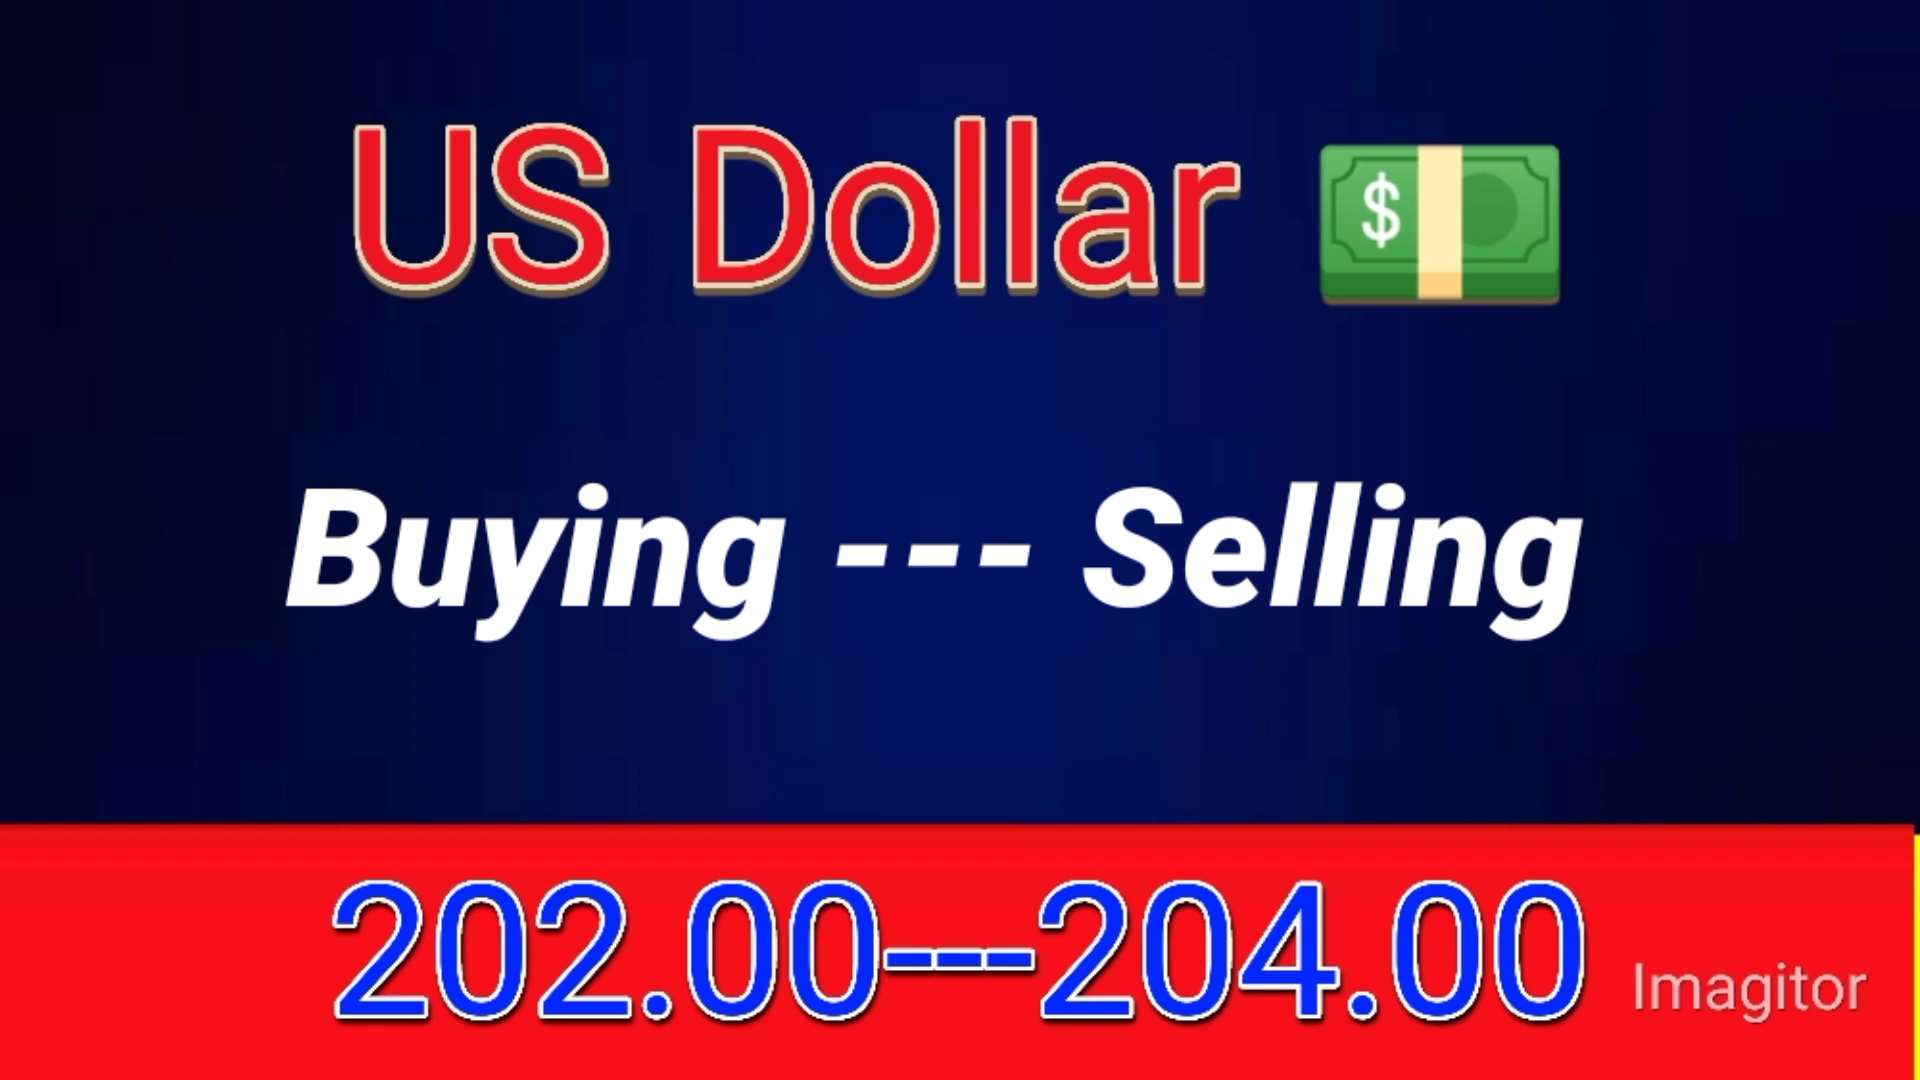 US Dollar 💵
Buying --- Selling
202.00---204.00
Imagitor